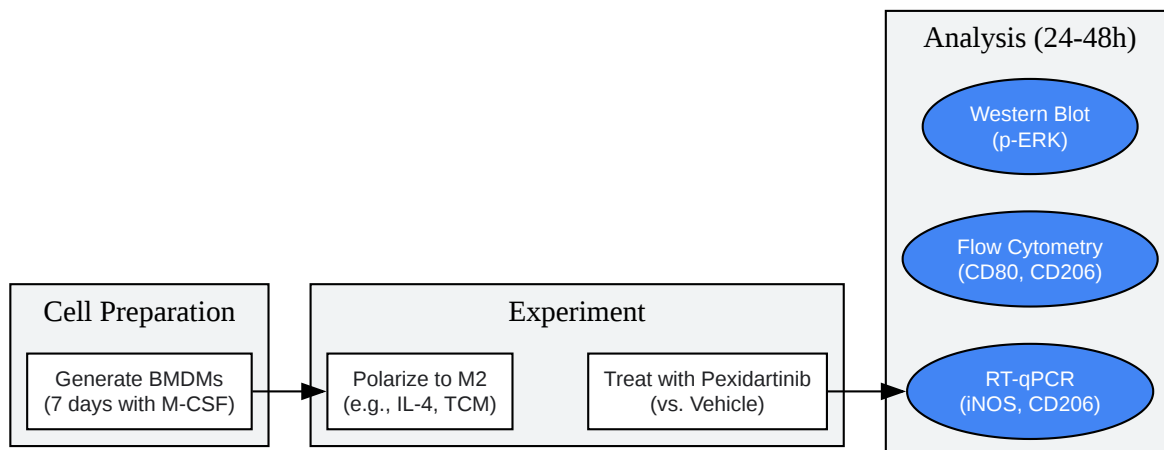 Cell Preparation
Generate BMDMs
(7 days with M-CSF)
Experiment
Polarize to M2
(e.g., IL-4, TCM)
Treat with Pexidartinib
(vs. Vehicle)
Analysis (24-48h)
Western Blot
(p-ERK)
Flow Cytometry
(CD80, CD206)
RT-qPCR
(iNOS, CD206)